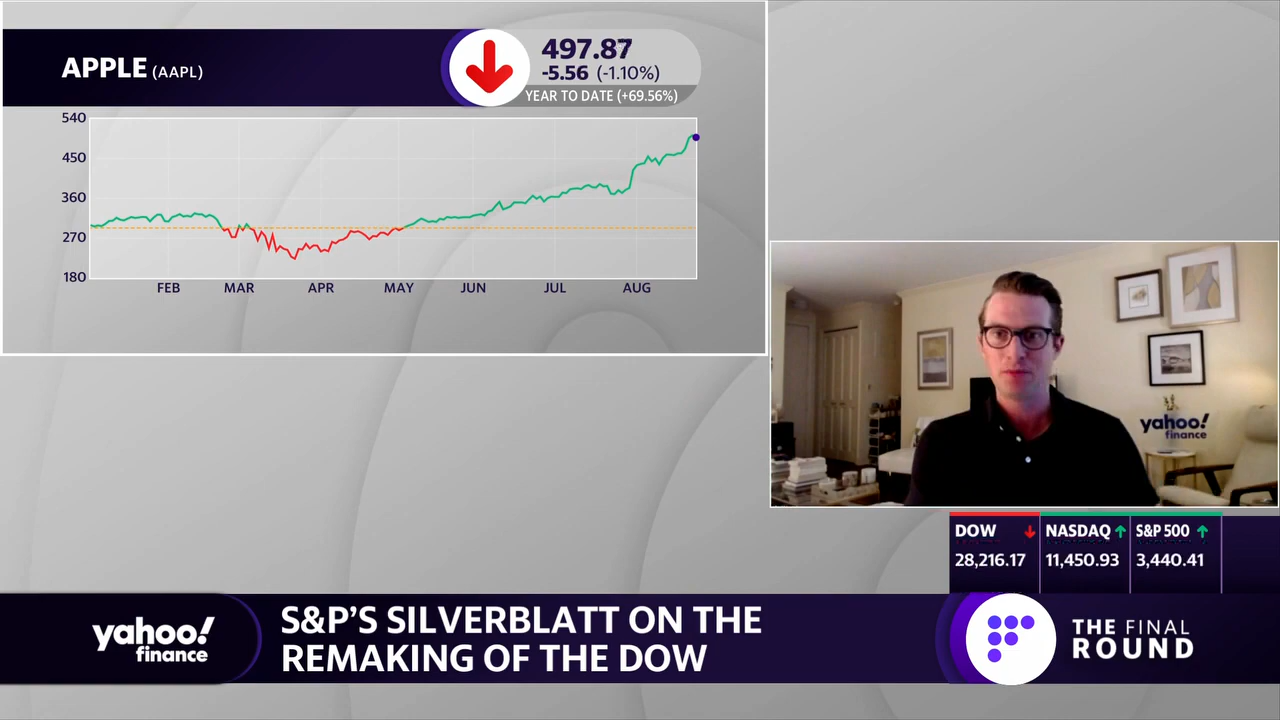 APPLE (AAPL)
497.87
-5.56 (-1.10%)
YEAR TO DATE (+69.56%)
540
450
360
270
180
FEB MAR APR MAY JUN JUL AUG
yahoo!
finance
DOW NASDAQ S&P 500
28,216.17 11,450.93 3,440.41
yahoo!
finance
S&P'S SILVERBLATT ON THE
REMAKING OF THE DOW
THE FINAL
ROUND